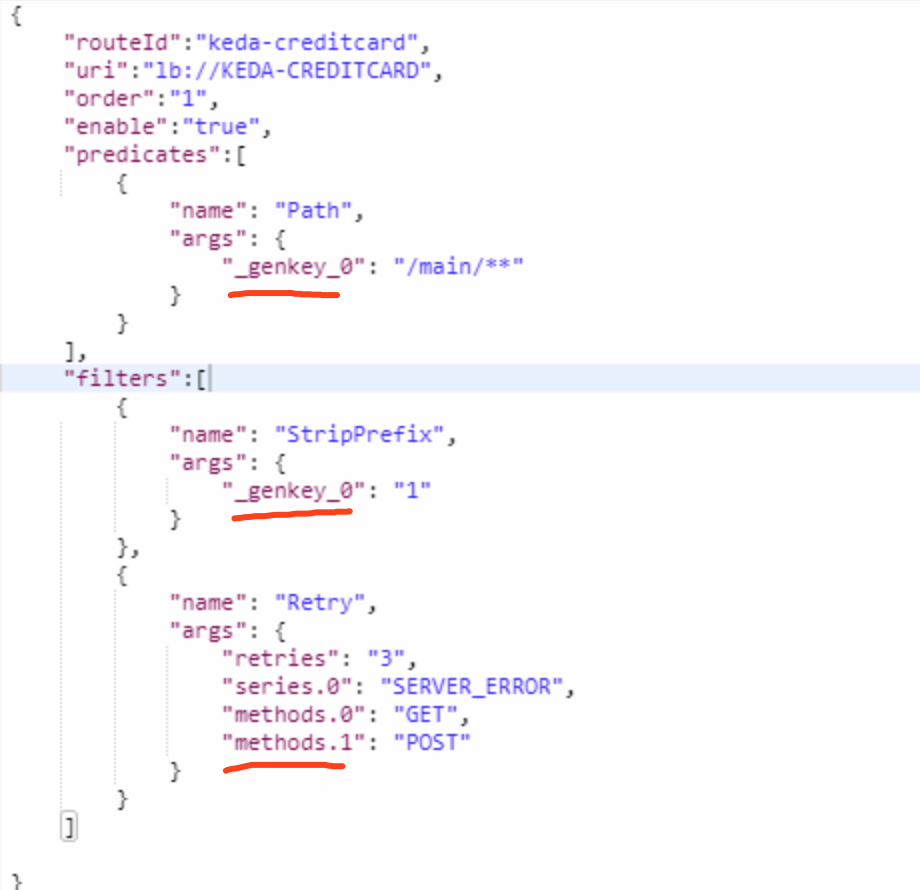 {
"routeId":"keda-creditcard",
"uri":"lb://KEDA-CREDITCARD",
"order":"1",
"enable":"true",
"predicates":[
{
"name": "Path",
"args": {
"_genkey_0": "/main/**"
}
}
],
"filters":[
{
"name": "StripPrefix",
"args": {
"_genkey_0": "1"
}
},
{
"name": "Retry",
"args": {
"retries": "3",
"series.0": "SERVER_ERROR",
"methods.0": "GET",
"methods.1": "POST"
}
}
]
}